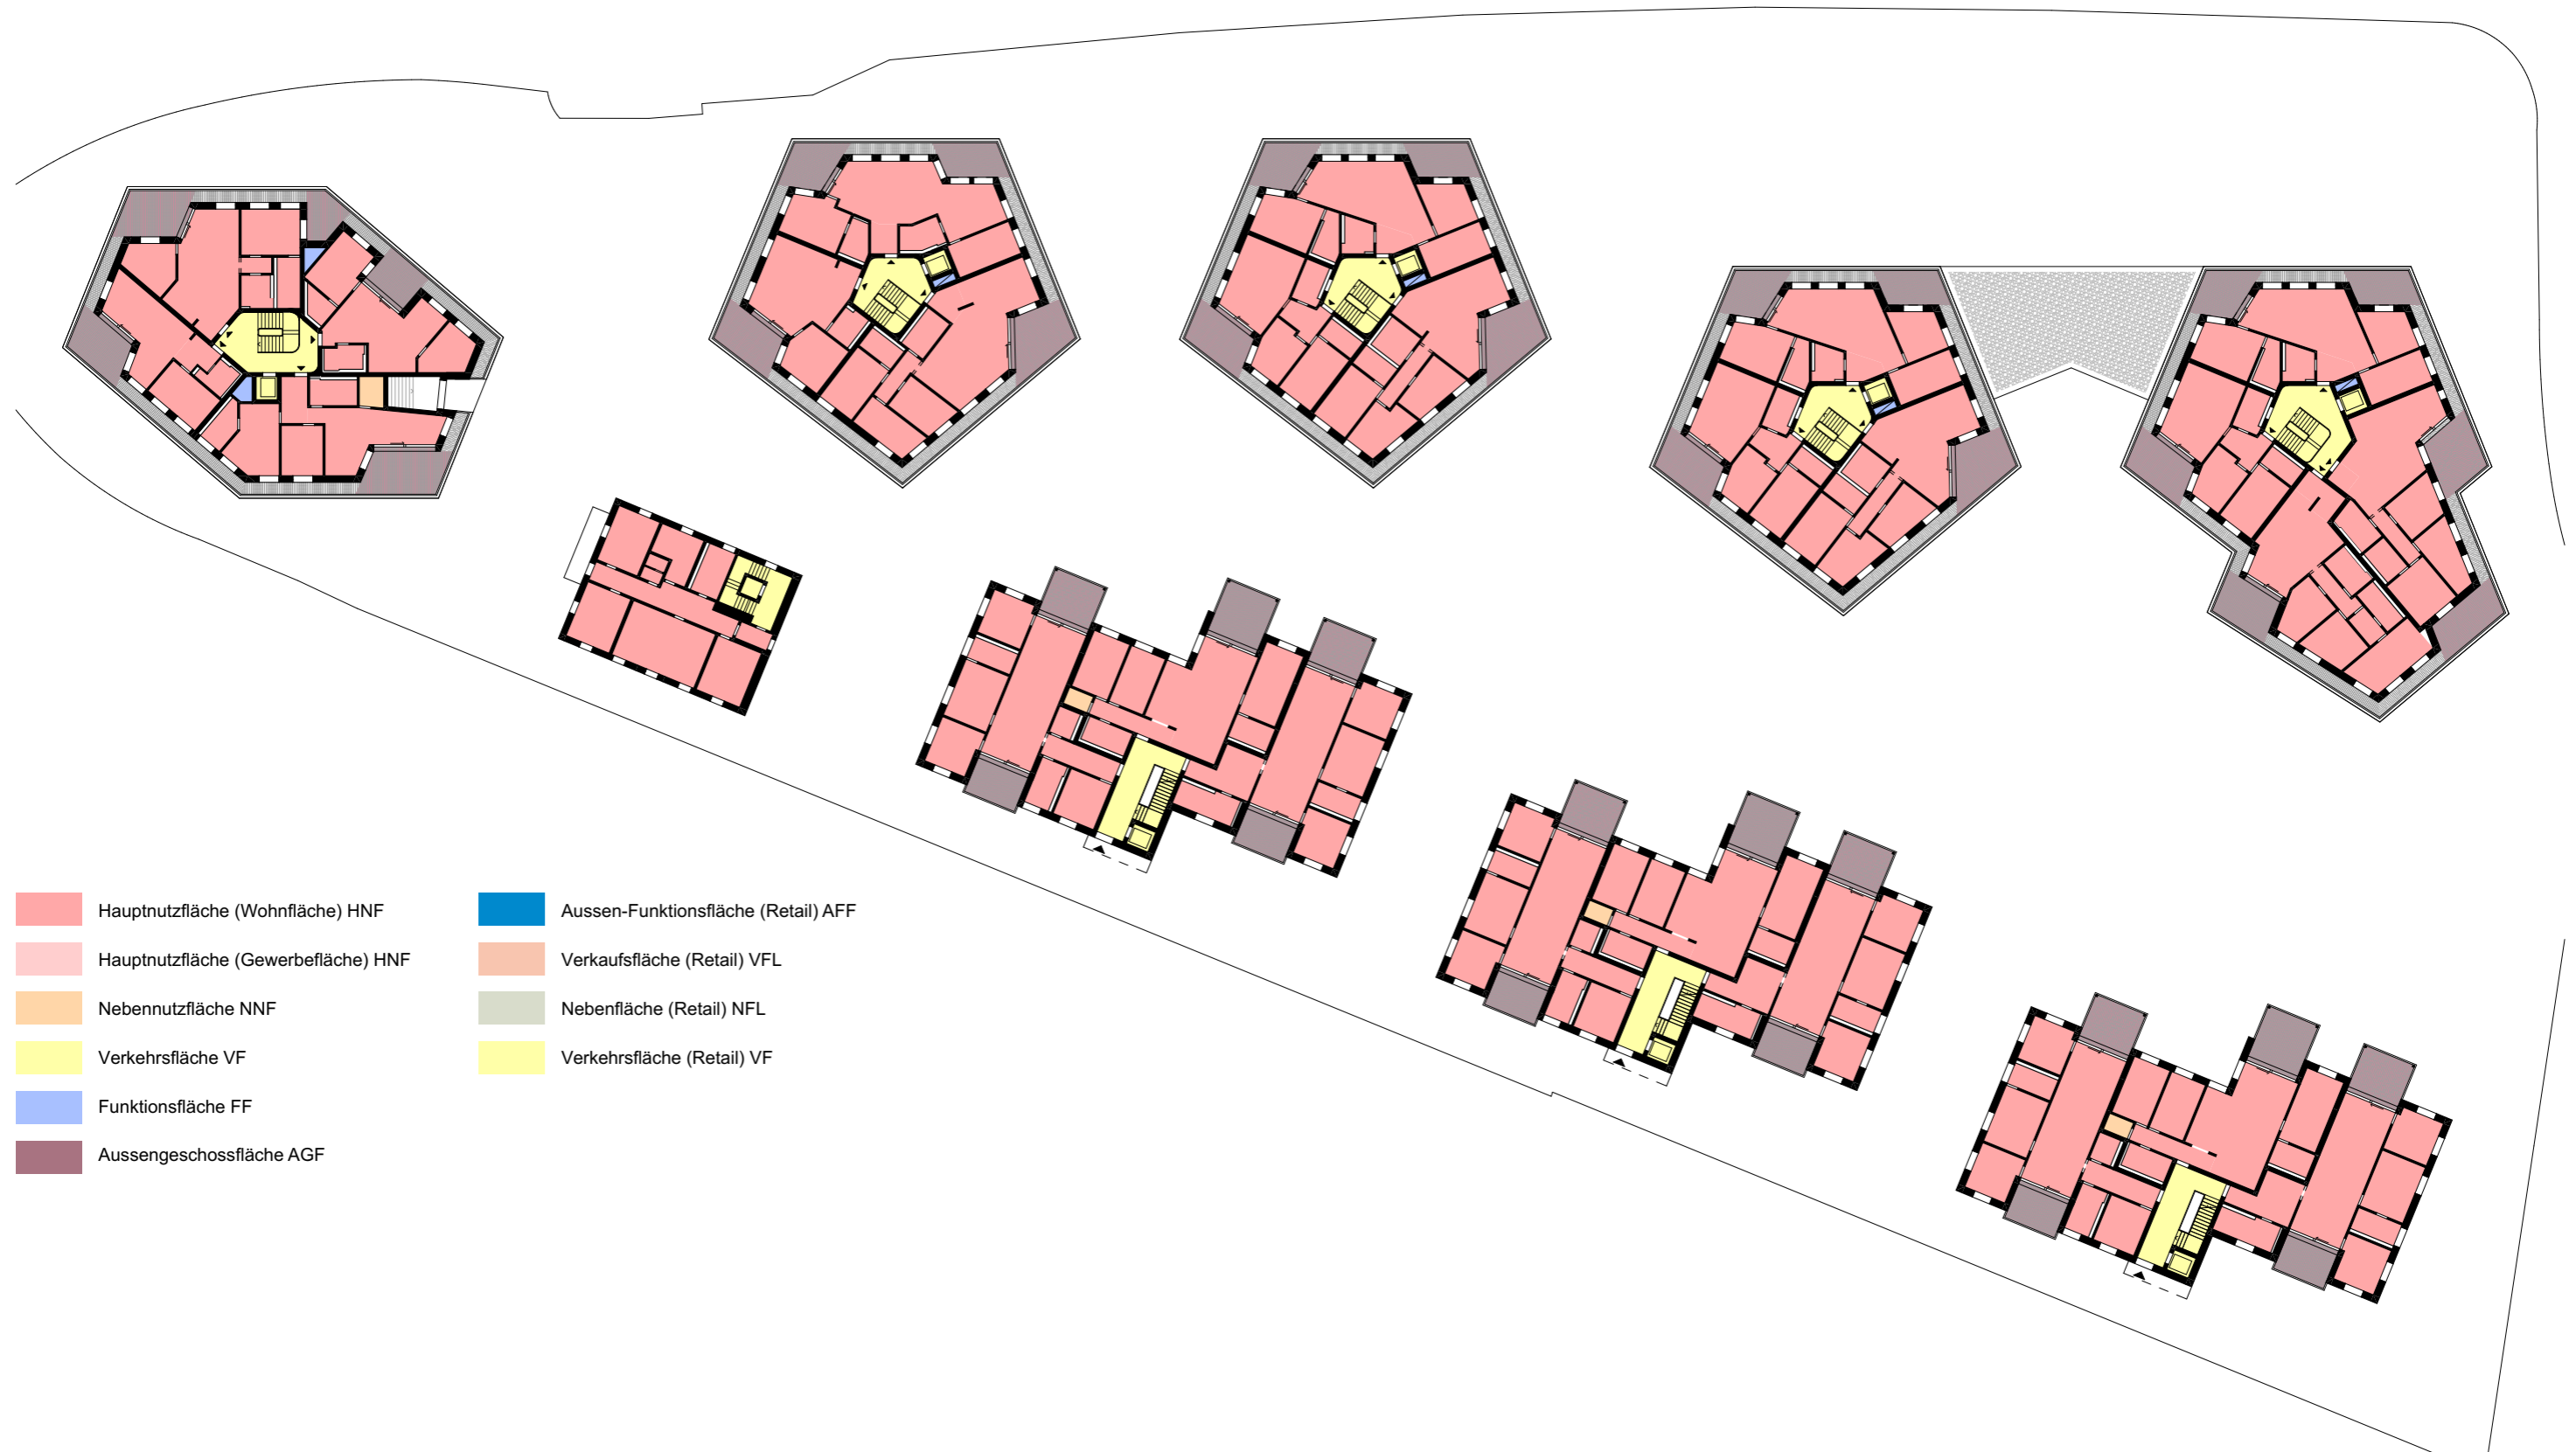 Hauptnutzfläche (Wohnfläche) HNF
Hauptnutzfläche (Gewerbefläche) HNF
Nebennutzfläche NNF
Verkehrsfläche VF
Funktionsfläche FF
Aussengeschossfläche AGF
Aussen-Funktionsfläche (Retail) AFF
Verkaufsfläche (Retail) VFL
Nebenfläche (Retail) NFL
Verkehrsfläche (Retail) VF